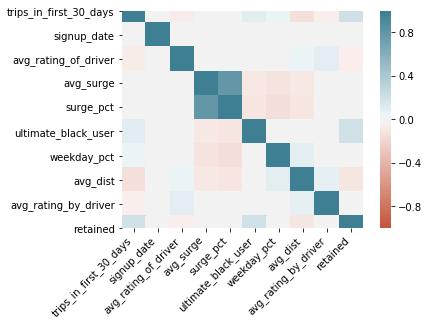 trips_in_first_30_days
signup_date
avg_rating_of_driver
avg_surge
surge_pct
ultimate_black_user
weekday_pct
avg_dist
avg_rating_by_driver
retained
trips_in_first_30_days
signup_date
avg_rating_of_driver
avg_surge
surge_pct
ultimate_black_user
weekday_pct
avg_dist
avg_rating_by_driver
retained
0.8
0.4
0.0
−0.4
−0.8